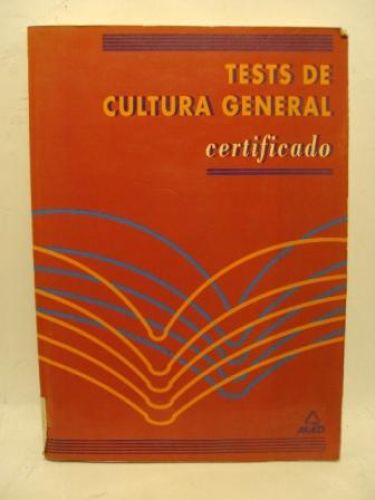 TESTS DE
CULTURA GENERAL
certificado
MAD